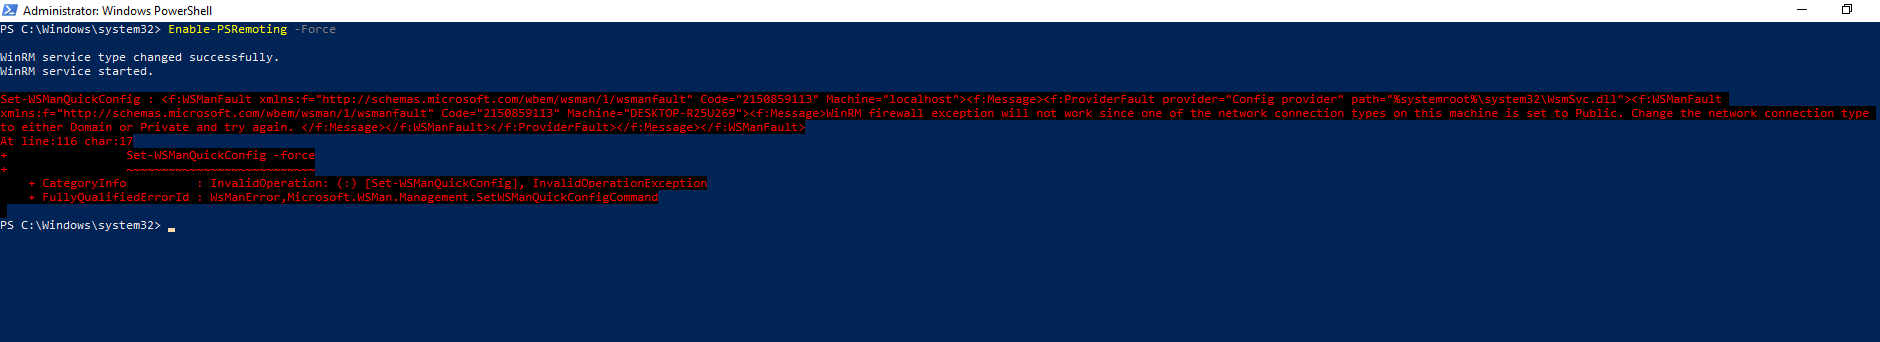 Administrator: Windows PowerShell
PS C:\Windows\system32> Enable-PSRemoting -Force
WinRM service type changed successfully.
WinRM service started.
Set-WSManQuickConfig : <f:WSManFault xmlns:f="http://schemas.microsoft.com/wbem/wsman/1/wsmanfault" Code="2150859113" Machine="localhost"><f:Message><f:ProviderFault provider="Config provider" path="%systemroot%\system32\WsmSvc.dll"><f:WSManFault
xmlns:f="http://schemas.microsoft.com/wbem/wsman/1/wsmanfault" Code="2150859113" Machine="DESKTOP-R25U269"><f:Message>WinRM firewall exception will not work since one of the network connection types on this machine is set to Public. Change the network connection type
to either Domain or Private and try again. </f:Message></f:WSManFault></f:ProviderFault></f:Message></f:WSManFault>
At line:116 char:17
+                 Set-WSManQuickConfig -force
+                 ~~~~~~~~~~~~~~~~~~~~~~~~~~~
    + CategoryInfo          : InvalidOperation: (:) [Set-WSManQuickConfig], InvalidOperationException
    + FullyQualifiedErrorId : WsManError,Microsoft.WSMan.Management.SetWSManQuickConfigCommand
PS C:\Windows\system32>